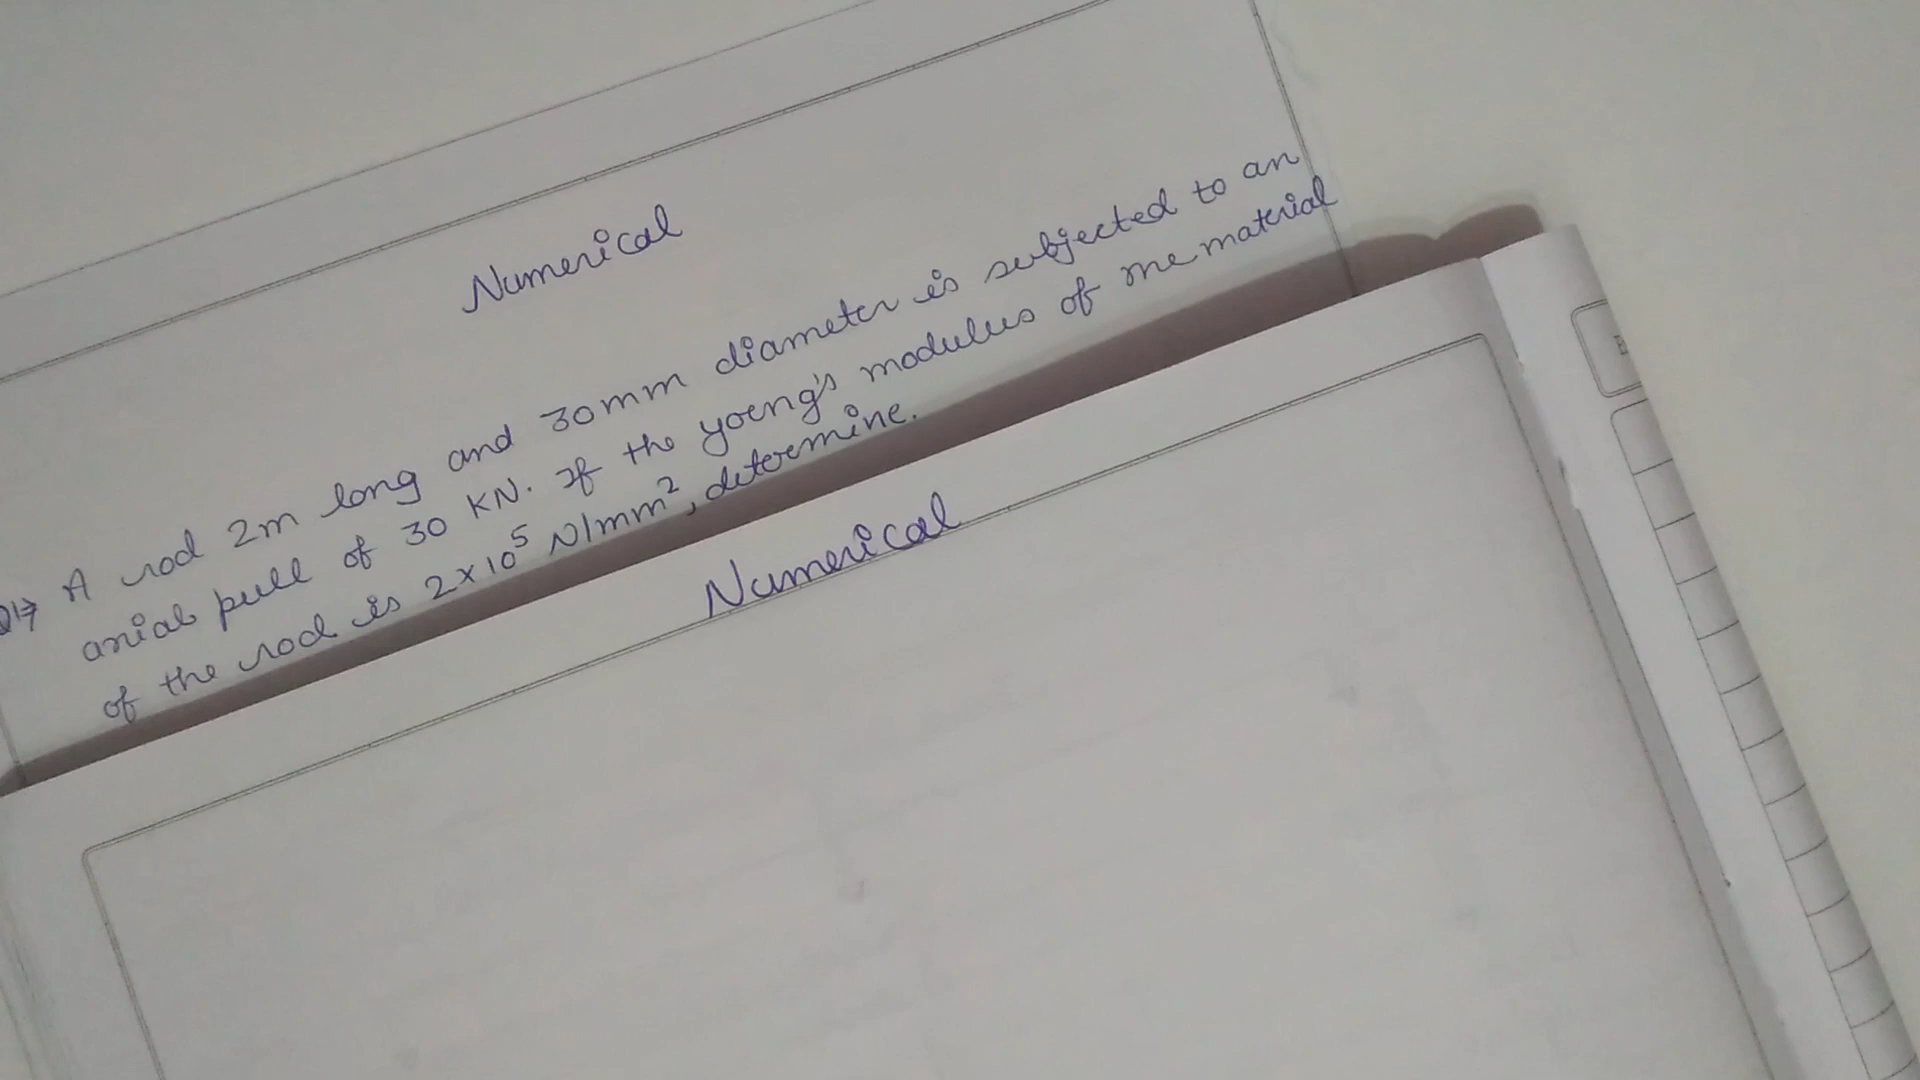 Numerical
Q1→ A rod 2m long and 30mm diameter is subjected to an
axial pull of 30 KN. If the young's modulus of the material
of the rod is 2×10⁵ N/mm², determine.
Numerical